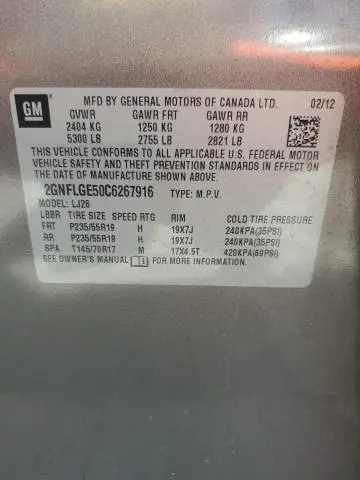 GM
MFD BY GENERAL MOTORS OF CANADA LTD. 02/12
GVWR GAWR FRT GAWR RR
2404 KG 1250 KG 1280 KG
5300 LB 2755 LB 2821 LB
THIS VEHICLE CONFORMS TO ALL APPLICABLE U.S. FEDERAL MOTOR
VEHICLE SAFETY AND THEFT PREVENTION STANDARDS IN EFFECT ON
THE DATE OF MANUFACTURE SHOWN ABOVE.
2GNFLGE50C6267916 TYPE: M.P.V.
MODEL: LJ26
LBBR TIRE SIZE SPEED RTG RIM COLD TIRE PRESSURE
FRT P235/55R19 H 19X7J 240KPA(35PSI)
RR P235/55R19 H 19X7J 240KPA(35PSI)
SPA T145/70R17 M 17X4.5T 420KPA(60PSI)
SEE OWNER'S MANUAL FOR MORE INFORMATION.